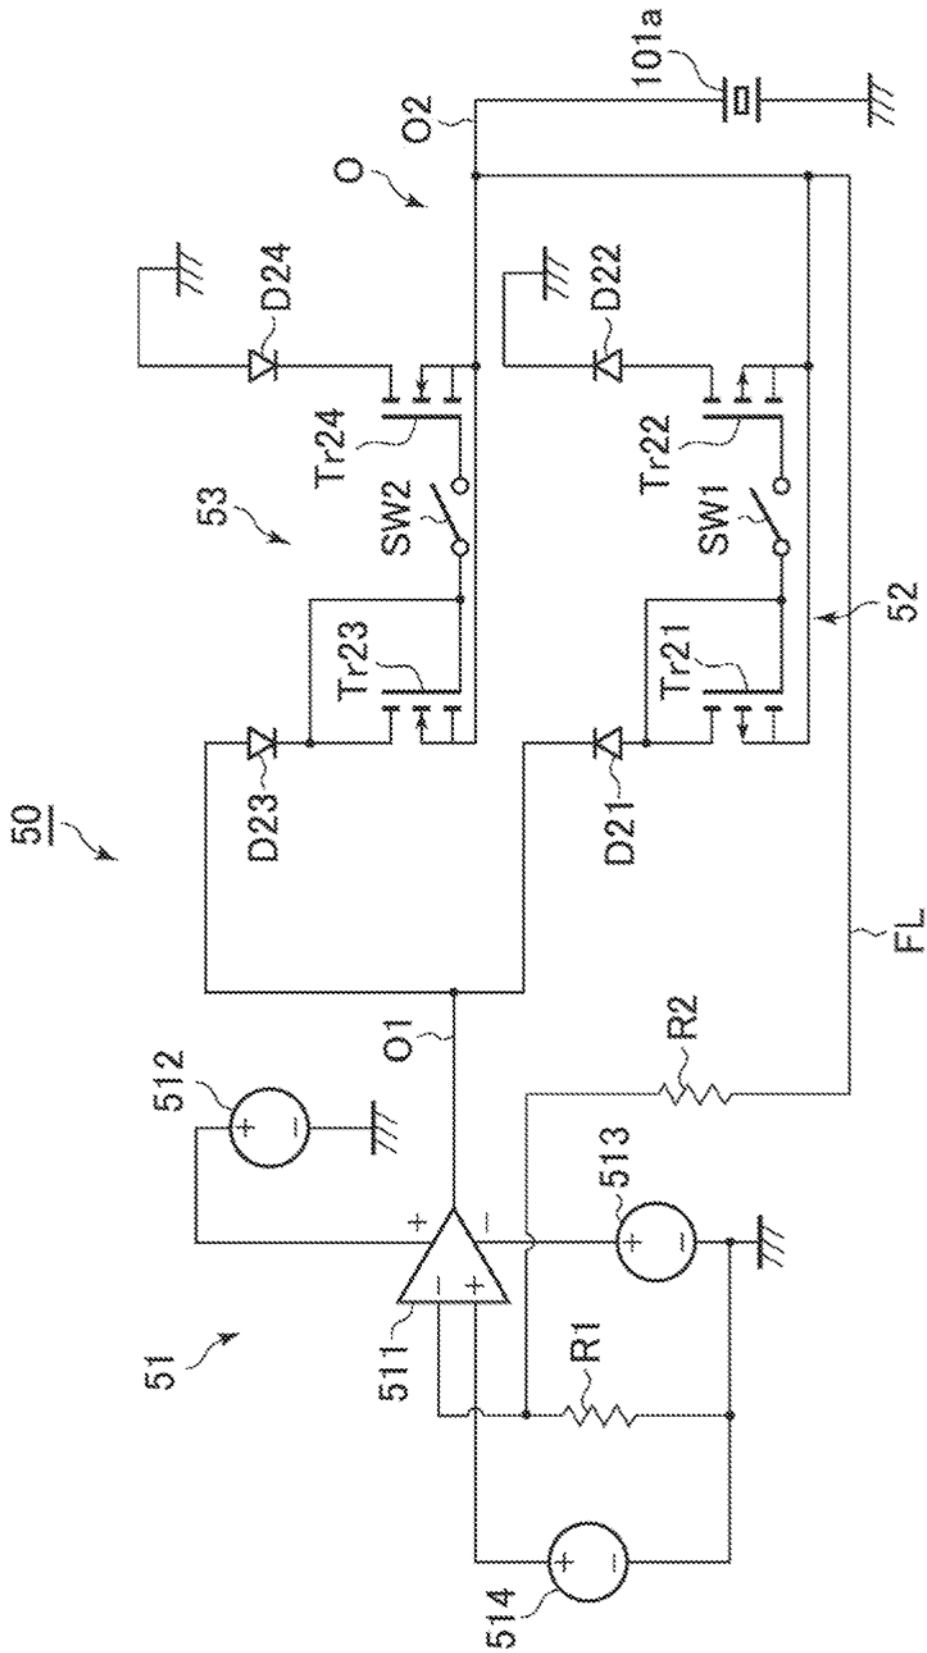 50
51
512
511
+
−
−
+
+
−
O1
514
+
−
R1
513
+
−
R2
FL
53
D23
Tr23
SW2
Tr24
D24
O
O2
101a
D21
Tr21
SW1
Tr22
D22
52